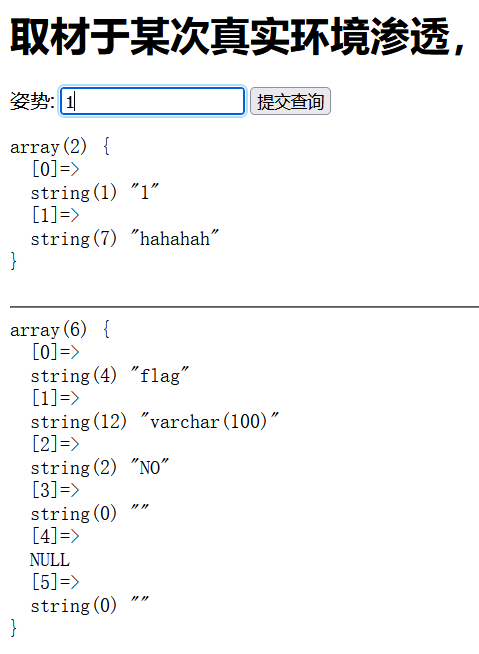 取材于某次真实环境渗透，
姿势: 1 提交查询
array(2) {
  [0]=>
  string(1) "1"
  [1]=>
  string(7) "hahahah"
}
array(6) {
  [0]=>
  string(4) "flag"
  [1]=>
  string(12) "varchar(100)"
  [2]=>
  string(2) "NO"
  [3]=>
  string(0) ""
  [4]=>
  NULL
  [5]=>
  string(0) ""
}